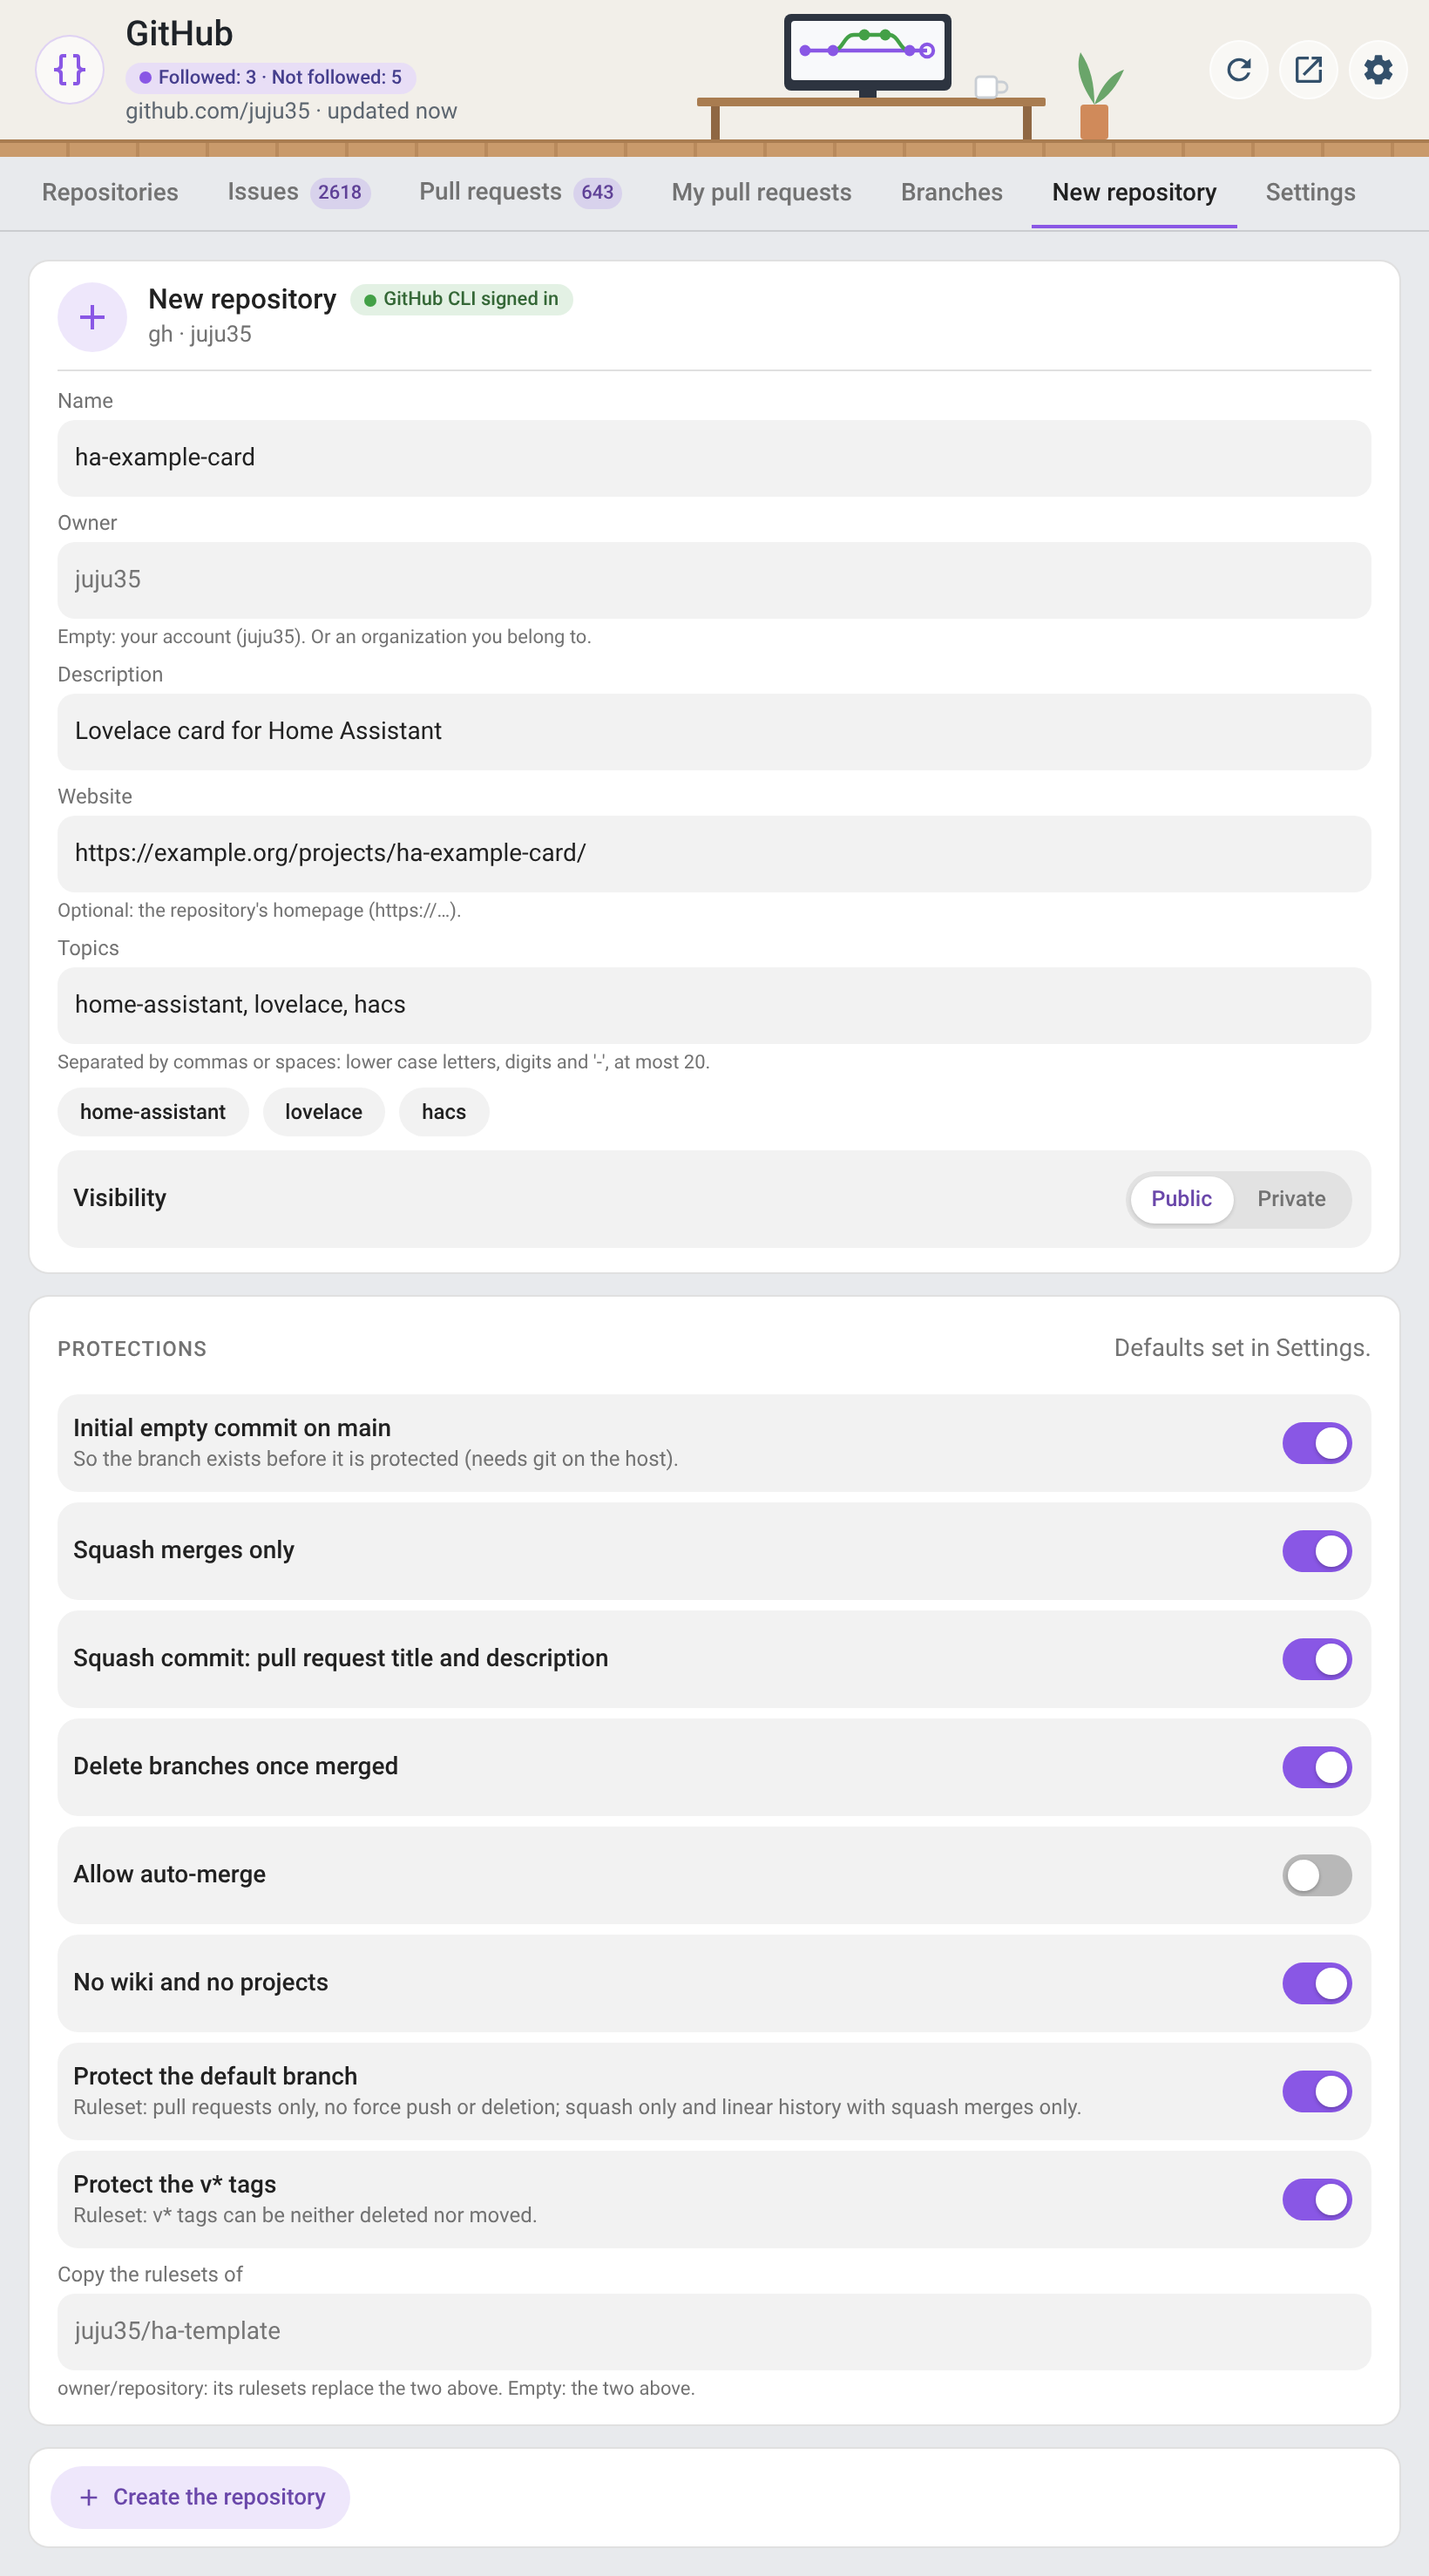 GitHub
Followed: 3 · Not followed: 5
github.com/juju35 · updated now
Repositories
Issues 2618
Pull requests 643
My pull requests
Branches
New repository
Settings
New repository
GitHub CLI signed in
gh · juju35
Name
ha-example-card
Owner
juju35
Empty: your account (juju35). Or an organization you belong to.
Description
Lovelace card for Home Assistant
Website
https://example.org/projects/ha-example-card/
Optional: the repository's homepage (https://…).
Topics
home-assistant, lovelace, hacs
Separated by commas or spaces: lower case letters, digits and '-', at most 20.
home-assistant
lovelace
hacs
Visibility
Public
Private
PROTECTIONS
Defaults set in Settings.
Initial empty commit on main
So the branch exists before it is protected (needs git on the host).
Squash merges only
Squash commit: pull request title and description
Delete branches once merged
Allow auto-merge
No wiki and no projects
Protect the default branch
Ruleset: pull requests only, no force push or deletion; squash only and linear history with squash merges only.
Protect the v* tags
Ruleset: v* tags can be neither deleted nor moved.
Copy the rulesets of
juju35/ha-template
owner/repository: its rulesets replace the two above. Empty: the two above.
Create the repository